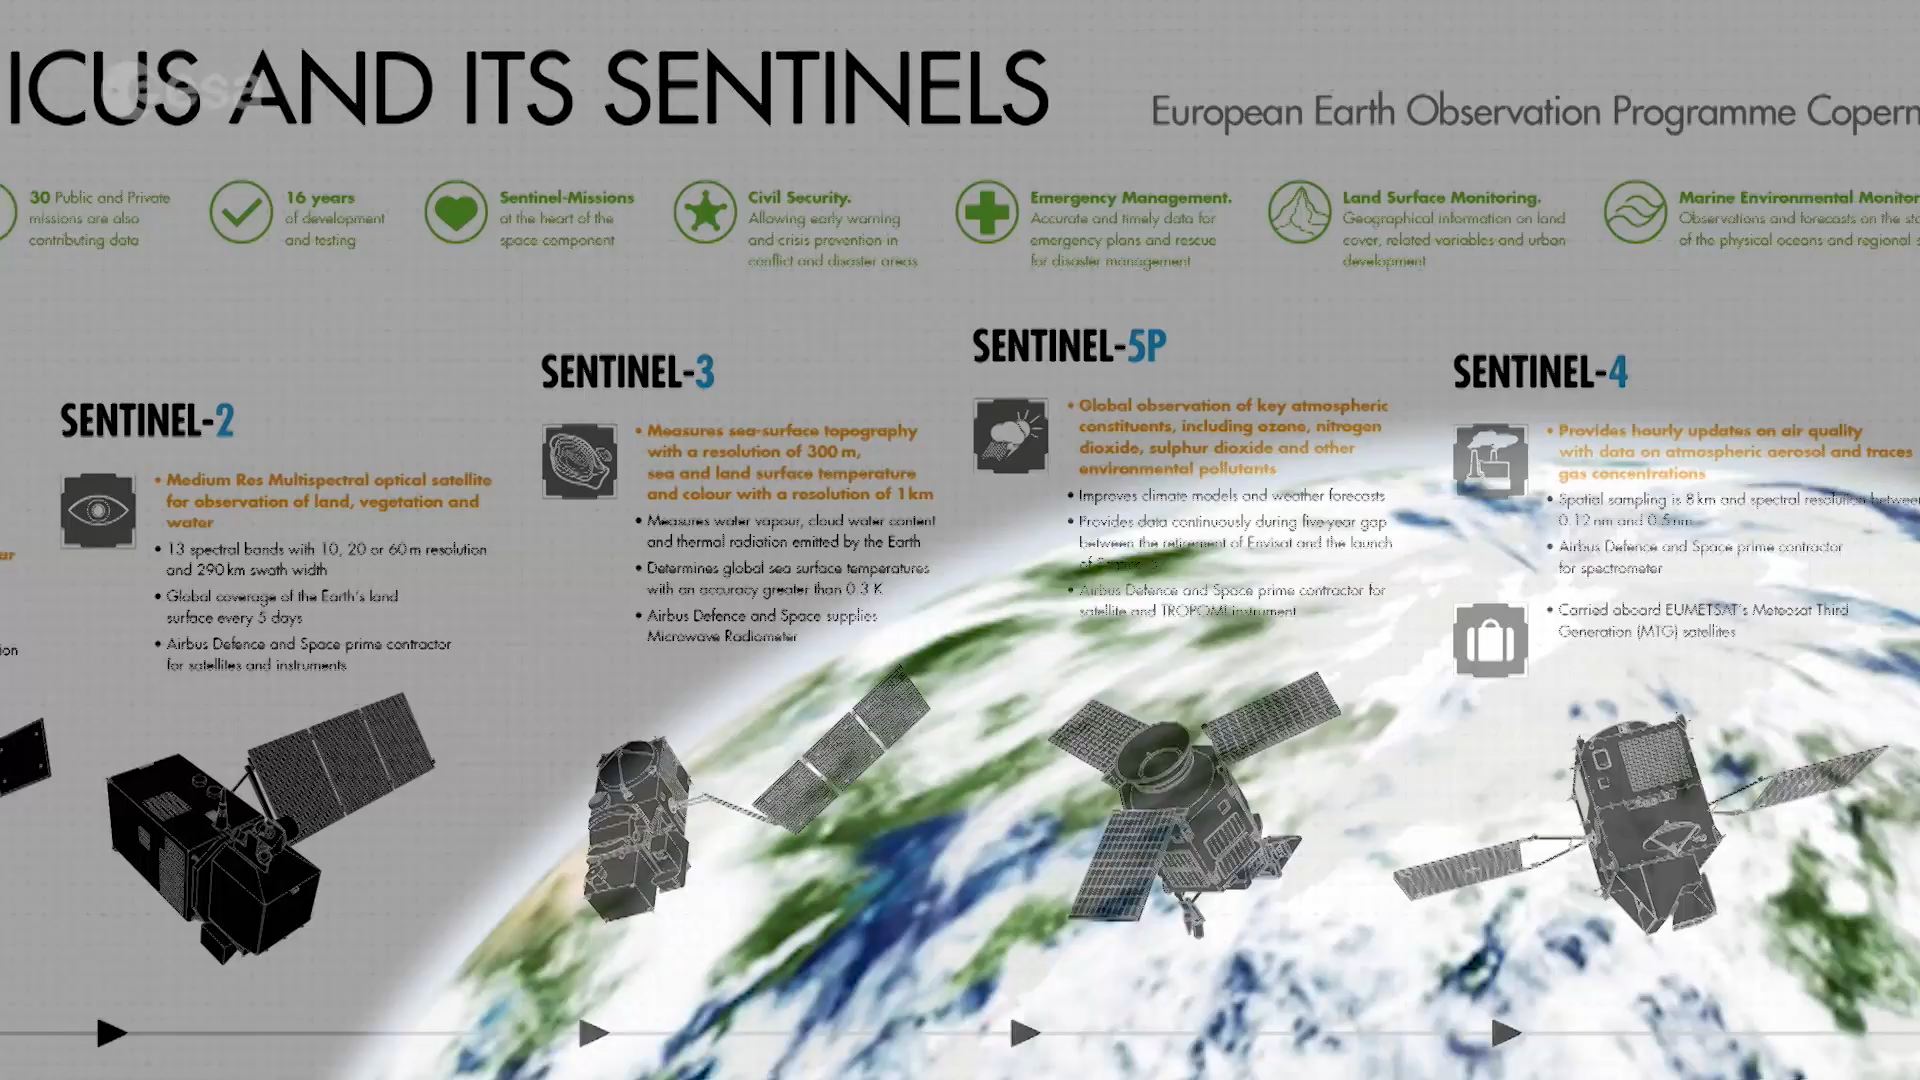 ICUS AND ITS SENTINELS
esa
European Earth Observation Programme Copern
30 Public and Private
missions are also
contributing data
16 years
of development
and testing
Sentinel-Missions
at the heart of the
space component
Civil Security.
Allowing early warning
and crisis prevention in
conflict and disaster areas
Emergency Management.
Accurate and timely data for
emergency plans and rescue
for disaster management
Land Surface Monitoring.
Geographical information on land
cover, related variables and urban
development
Marine Environmental Monitor
Observations and forecasts on the sta
of the physical oceans and regional s
ur
ion
SENTINEL-2
• Medium Res Multispectral optical satellite
for observation of land, vegetation and
water
• 13 spectral bands with 10, 20 or 60 m resolution
and 290 km swath width
• Global coverage of the Earth's land
surface every 5 days
• Airbus Defence and Space prime contractor
for satellites and instruments
SENTINEL-3
• Measures sea-surface topography
with a resolution of 300 m,
sea and land surface temperature
and colour with a resolution of 1 km
• Measures water vapour, cloud water content
and thermal radiation emitted by the Earth
• Determines global sea surface temperatures
with an accuracy greater than 0.3 K
• Airbus Defence and Space supplies
Microwave Radiometer
SENTINEL-5P
• Global observation of key atmospheric
constituents, including ozone, nitrogen
dioxide, sulphur dioxide and other
environmental pollutants
• Improves climate models and weather forecasts
• Provides data continuously during five-year gap
between the retirement of Envisat and the launch
of
• Airbus Defence and Space prime contractor for
satellite and TROPOMI instrument
SENTINEL-4
• Provides hourly updates on air quality
with data on atmospheric aerosol and traces
gas concentrations
• Spatial sampling is 8 km and spectral resolution between
0.12 nm and 0.5 nm
• Airbus Defence and Space prime contractor
for spectrometer
• Carried aboard EUMETSAT's Meteosat Third
Generation (MTG) satellites